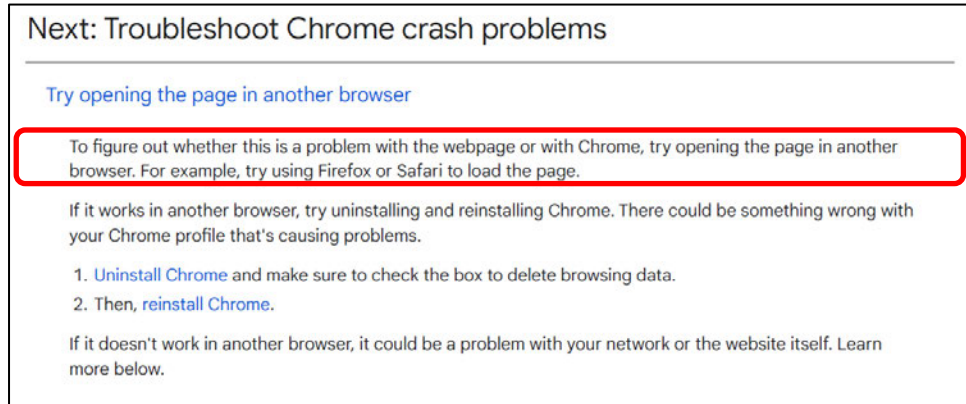 Next: Troubleshoot Chrome crash problems
Try opening the page in another browser
To figure out whether this is a problem with the webpage or with Chrome, try opening the page in another
browser. For example, try using Firefox or Safari to load the page.
If it works in another browser, try uninstalling and reinstalling Chrome. There could be something wrong with
your Chrome profile that's causing problems.
1. Uninstall Chrome and make sure to check the box to delete browsing data.
2. Then, reinstall Chrome.
If it doesn't work in another browser, it could be a problem with your network or the website itself. Learn
more below.